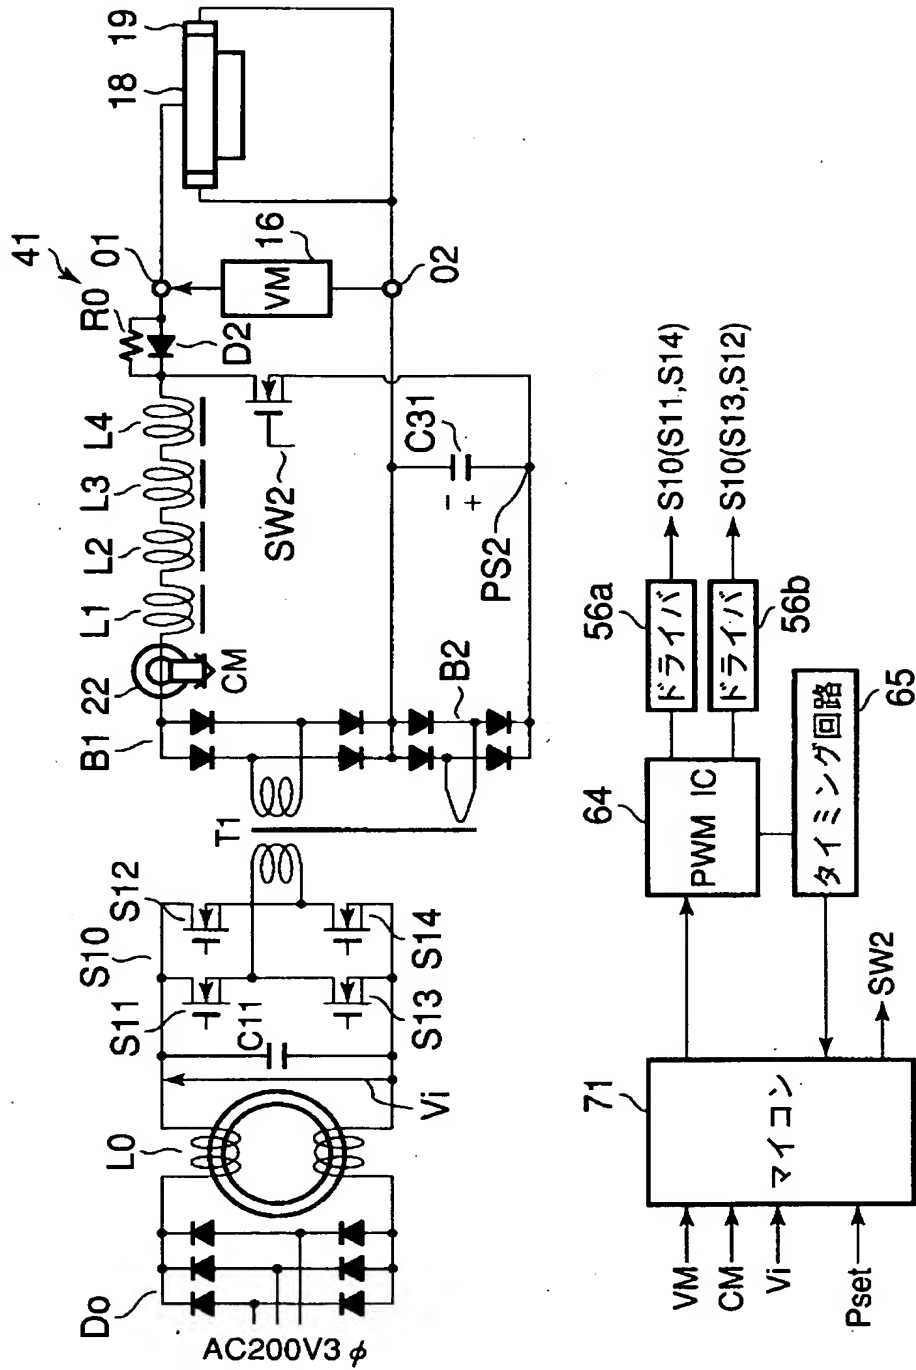 Do
AC200V3φ
L0
Vi
C11
S11
S10
S12
S13
S14
T1
B1
22
CM
L1
L2
L3
L4
R0
D2
41
01
VM
16
02
18
19
SW2
C31
-
+
PS2
B2
VM
CM
Vi
Pset
71
マイコン
SW2
64
PWM IC
タイミング回路
65
56a
ドライバ
ドライバ
56b
S10(S11,S14)
S10(S13,S12)